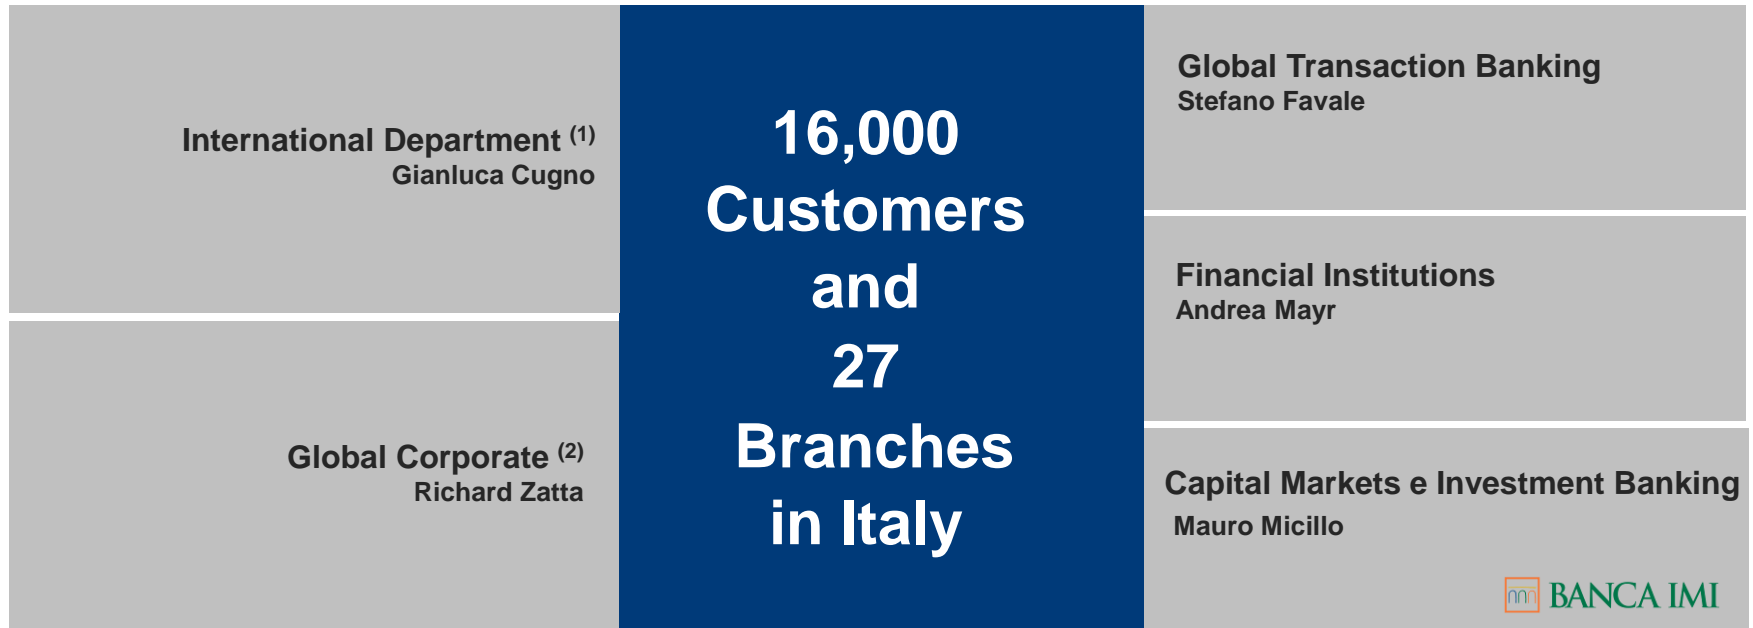 International Department (1)
Gianluca Cugno
Global Corporate (2)
Richard Zatta
16,000
Customers
and
27
Branches
in Italy
Global Transaction Banking
Stefano Favale
Financial Institutions
Andrea Mayr
Capital Markets e Investment Banking
Mauro Micillo
BANCA IMI